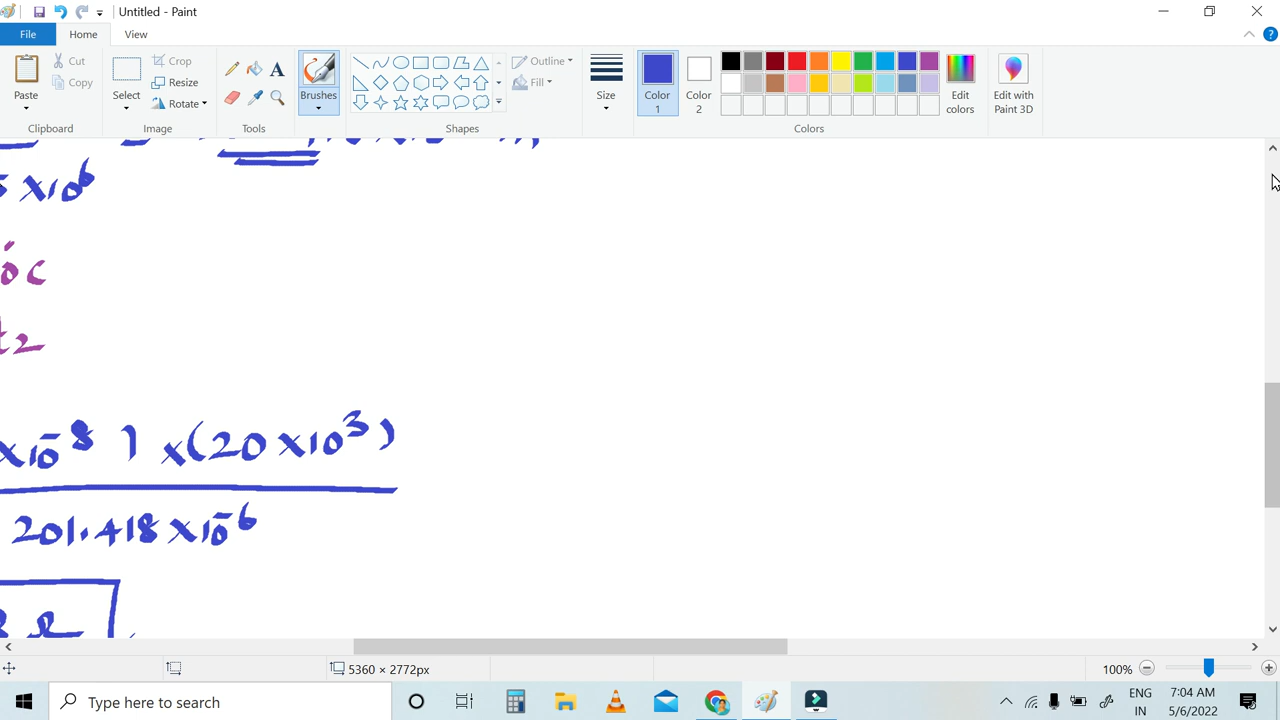 Untitled - Paint
File
Home
View
Paste
Cut
Copy
Clipboard
Select
Crop
Resize
Rotate
Image
Tools
Brushes
Shapes
Outline
Fill
Size
Color
1
Color
2
Edit
colors
Colors
Edit with
Paint 3D
x10⁶
x10⁻⁸ ) x(20 x10³)
201.418 x10⁻⁶
5360 × 2772px
100%
Type here to search
ENG
IN
7:04 AM
5/6/2022